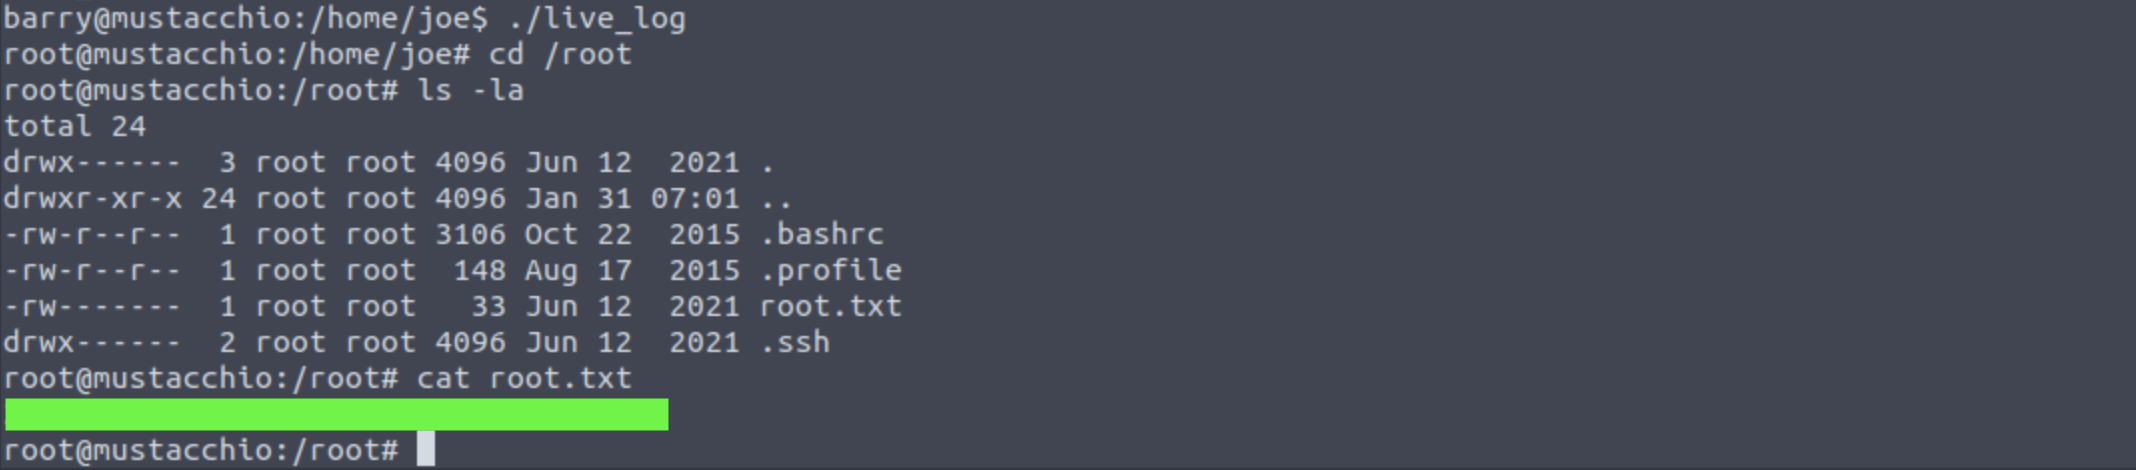 barry@mustacchio:/home/joe$ ./live_log
root@mustacchio:/home/joe# cd /root
root@mustacchio:/root# ls -la
total 24
drwx------  3 root root 4096 Jun 12  2021 .
drwxr-xr-x 24 root root 4096 Jan 31 07:01 ..
-rw-r--r--  1 root root 3106 Oct 22  2015 .bashrc
-rw-r--r--  1 root root  148 Aug 17  2015 .profile
-rw-------  1 root root   33 Jun 12  2021 root.txt
drwx------  2 root root 4096 Jun 12  2021 .ssh
root@mustacchio:/root# cat root.txt
root@mustacchio:/root#